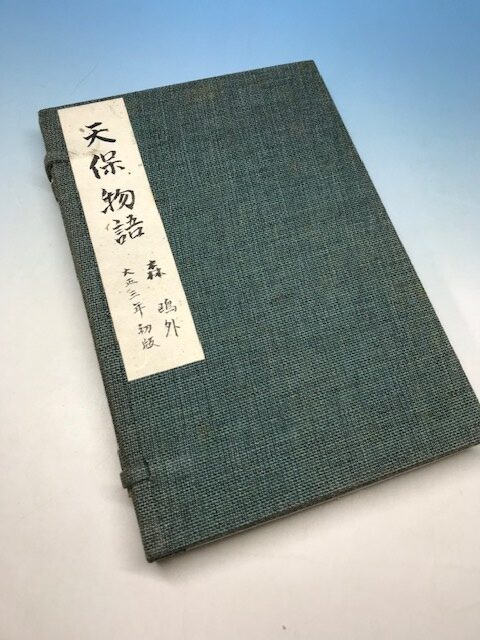 天保物語
森 鴎外
大正三年初版